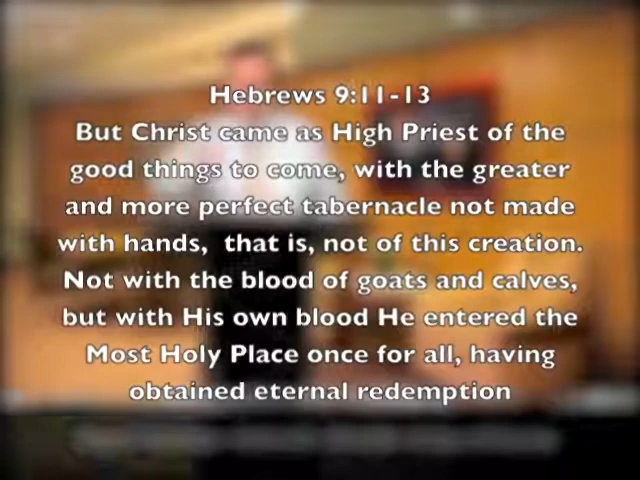 Hebrews 9:11-13
But Christ came as High Priest of the
good things to come, with the greater
and more perfect tabernacle not made
with hands,  that is, not of this creation.
Not with the blood of goats and calves,
but with His own blood He entered the
Most Holy Place once for all, having
obtained eternal redemption